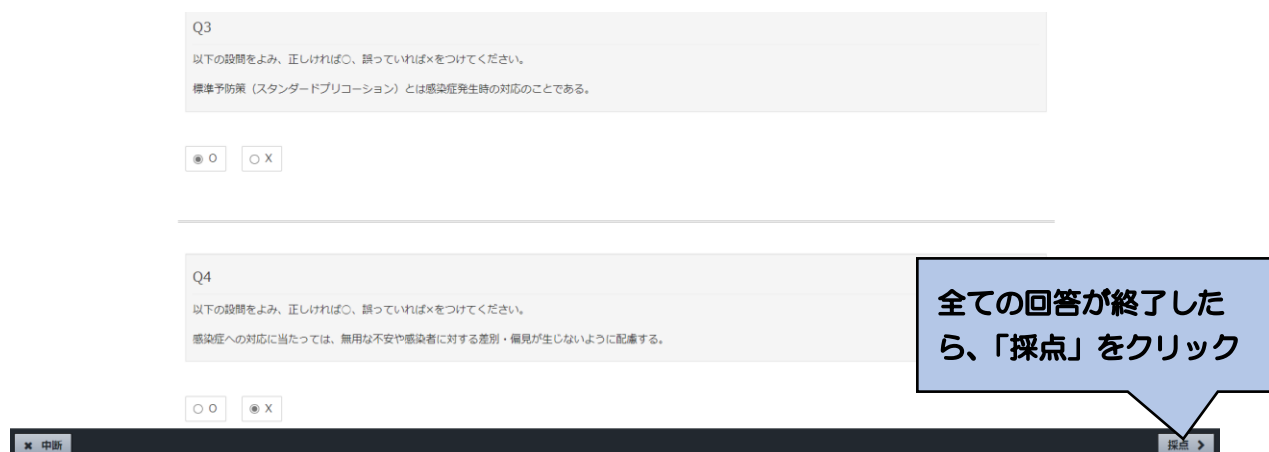 Q3
以下の設問をよみ、正しければ○、誤っていれば×をつけてください。
標準予防策（スタンダードプリコーション）とは感染症発生時の対応のことである。
O X
Q4
以下の設問をよみ、正しければ○、誤っていれば×をつけてください。
感染症への対応に当たっては、無用な不安や感染者に対する差別・偏見が生じないように配慮する。
全ての回答が終了した
ら、「採点」をクリック
O X
× 中断
採点 >